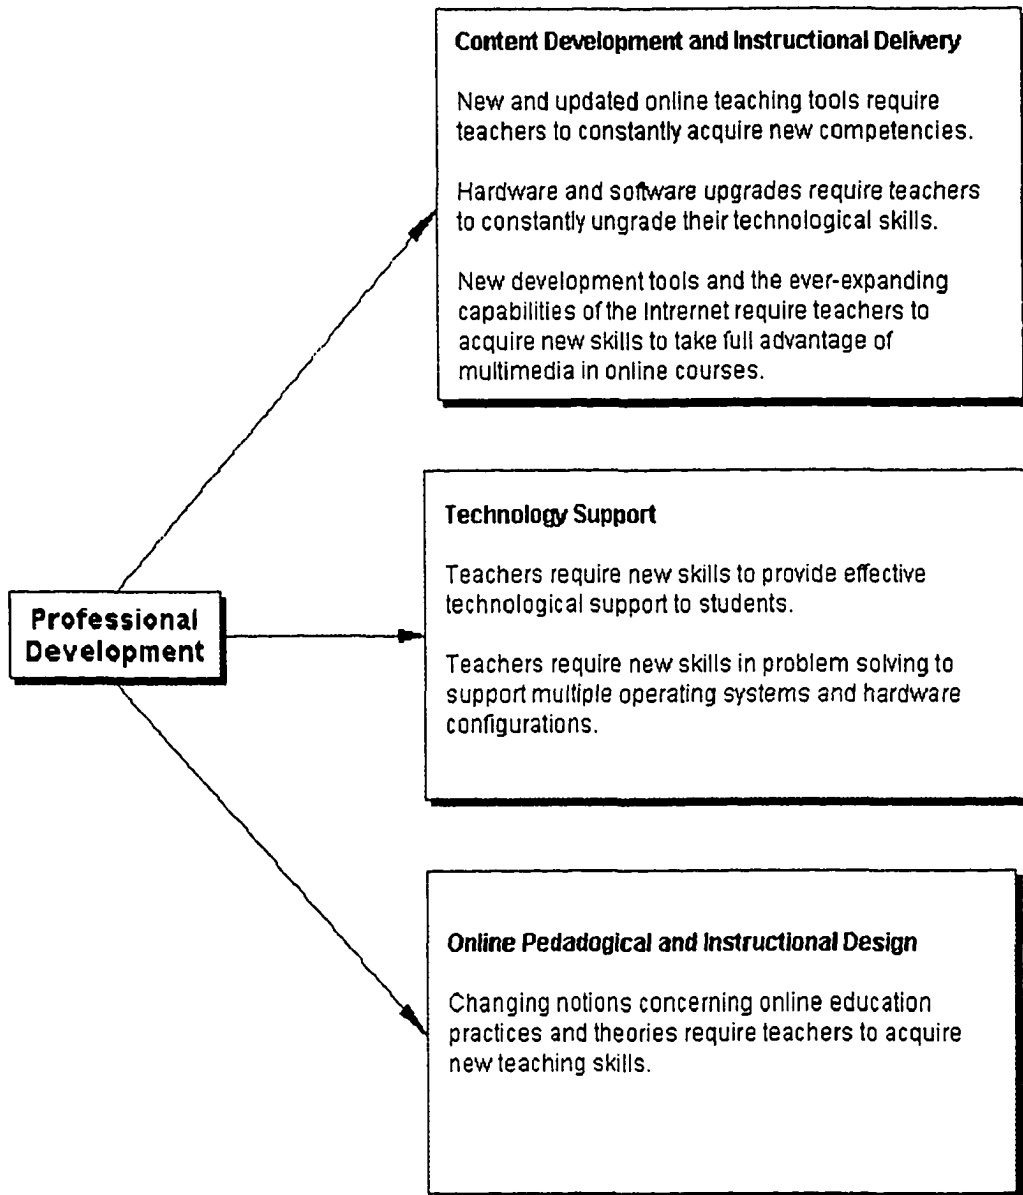 Content Development and Instructional Delivery
New and updated online teaching tools require
teachers to constantly acquire new competencies.
Hardware and software upgrades require teachers
to constantly ungrade their technological skills.
New development tools and the ever-expanding
capabilities of the Intrernet require teachers to
acquire new skills to take full advantage of
multimedia in online courses.
Technology Support
Teachers require new skills to provide effective
technological support to students.
Teachers require new skills in problem solving to
support multiple operating systems and hardware
configurations.
Professional
Development
Online Pedadogical and Instructional Design
Changing notions concerning online education
practices and theories require teachers to acquire
new teaching skills.